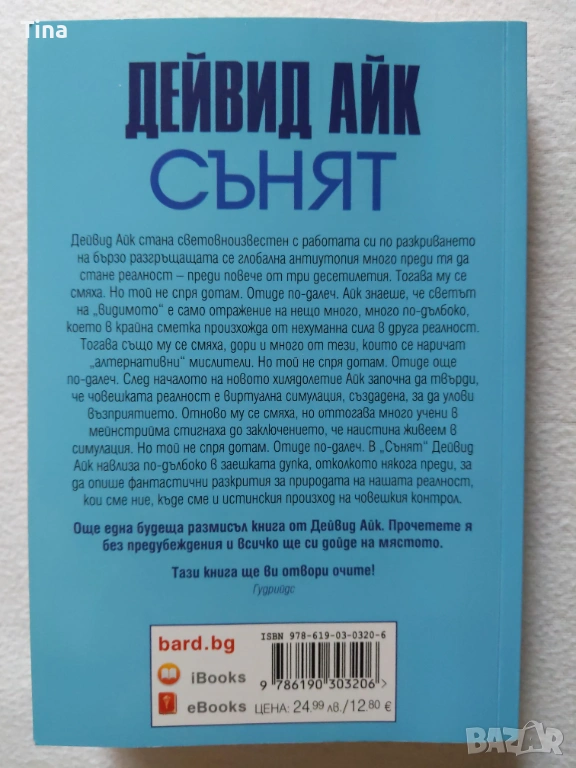 Tina
ДЕЙВИД АЙК
СЪНЯТ
Дейвид Айк стана световноизвестен с работата си по разкриването
на бързо разгръщащата се глобална антиутопия много преди тя да
стане реалност – преди повече от три десетилетия. Тогава му се
смяха. Но той не спря дотам. Отиде по-далеч. Айк знаеше, че светът
на „видимото“ е само отражение на нещо много, много по-дълбоко,
което в крайна сметка произхожда от нехуманна сила в друга реалност.
Тогава също му се смяха, дори и много от тези, които се наричат
„алтернативни“ мислители. Но той не спря дотам. Отиде още
по-далеч. След началото на новото хилядолетие Айк започна да твърди,
че човешката реалност е виртуална симулация, създадена, за да улови
възприятието. Отново му се смяха, но оттогава много учени в
мейнстрийма стигнаха до заключението, че наистина живеем в
симулация. Но той не спря дотам. Отиде по-далеч. В „Сънят“ Дейвид
Айк навлиза по-дълбоко в заешката дупка, отколкото някога преди, за
да опише фантастични разкрития за природата на нашата реалност,
кои сме ние, къде сме и истинския произход на човешкия контрол.
Още една будеща размисъл книга от Дейвид Айк. Прочетете я
без предубеждения и всичко ще си дойде на мястото.
Тази книга ще ви отвори очите!
Гудрийдс
bard.bg
iBooks
eBooks
ISBN 978-619-03-0320-6
9 786190 303206 >
ЦЕНА: 24.99 лв./12.80 €
BAZAR